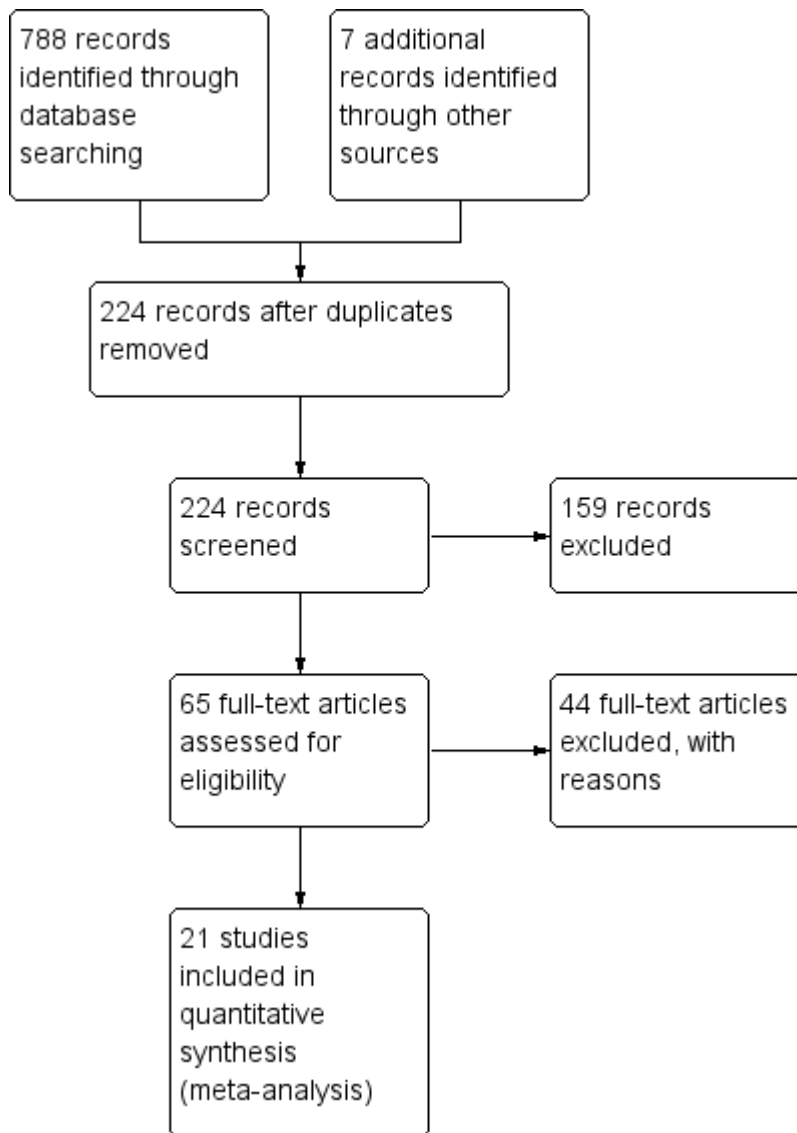 788 records
identified through
database
searching
7 additional
records identified
through other
sources
224 records after duplicates
removed
224 records
screened
159 records
excluded
65 full-text articles
assessed for
eligibility
44 full-text articles
excluded, with
reasons
21 studies
included in
quantitative
synthesis
(meta-analysis)